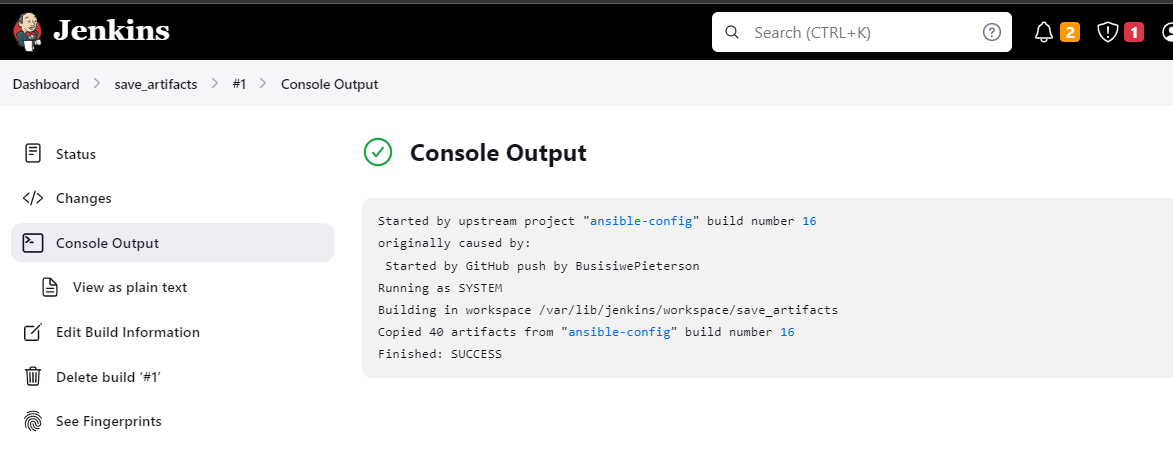 Jenkins
Search (CTRL+K)
2
1
Dashboard
save_artifacts
#1
Console Output
Status
Changes
Console Output
View as plain text
Edit Build Information
Delete build ‘#1’
See Fingerprints
Console Output
Started by upstream project "ansible-config" build number 16
originally caused by:
Started by GitHub push by BusisiwePieterson
Running as SYSTEM
Building in workspace /var/lib/jenkins/workspace/save_artifacts
Copied 40 artifacts from "ansible-config" build number 16
Finished: SUCCESS